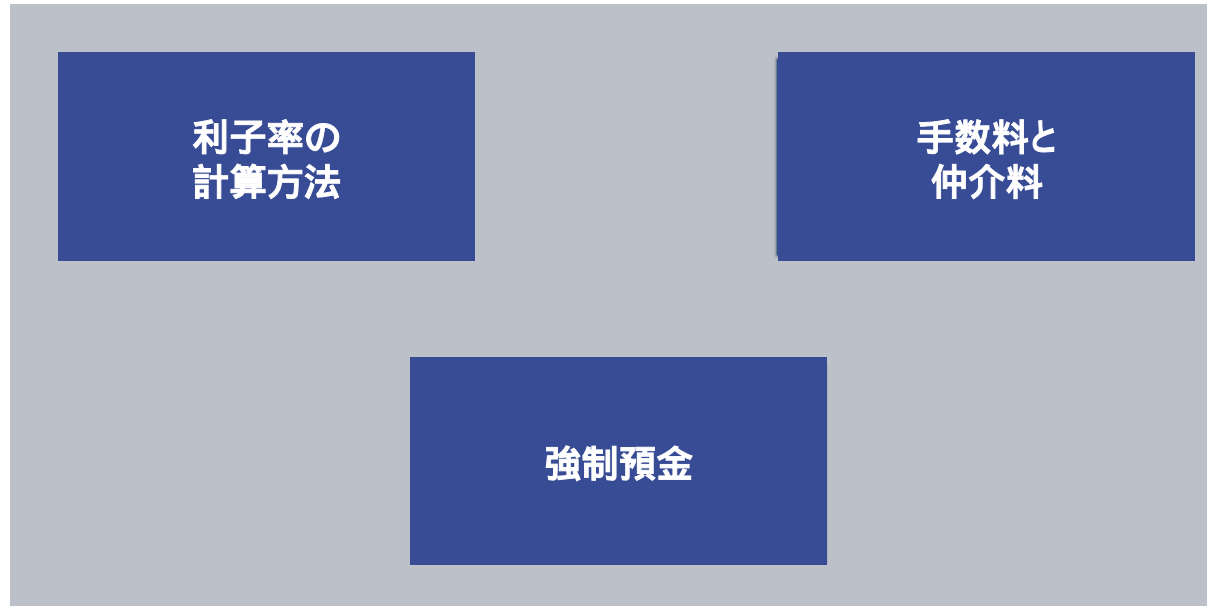 利子率の
計算方法
手数料と
仲介料
強制預金